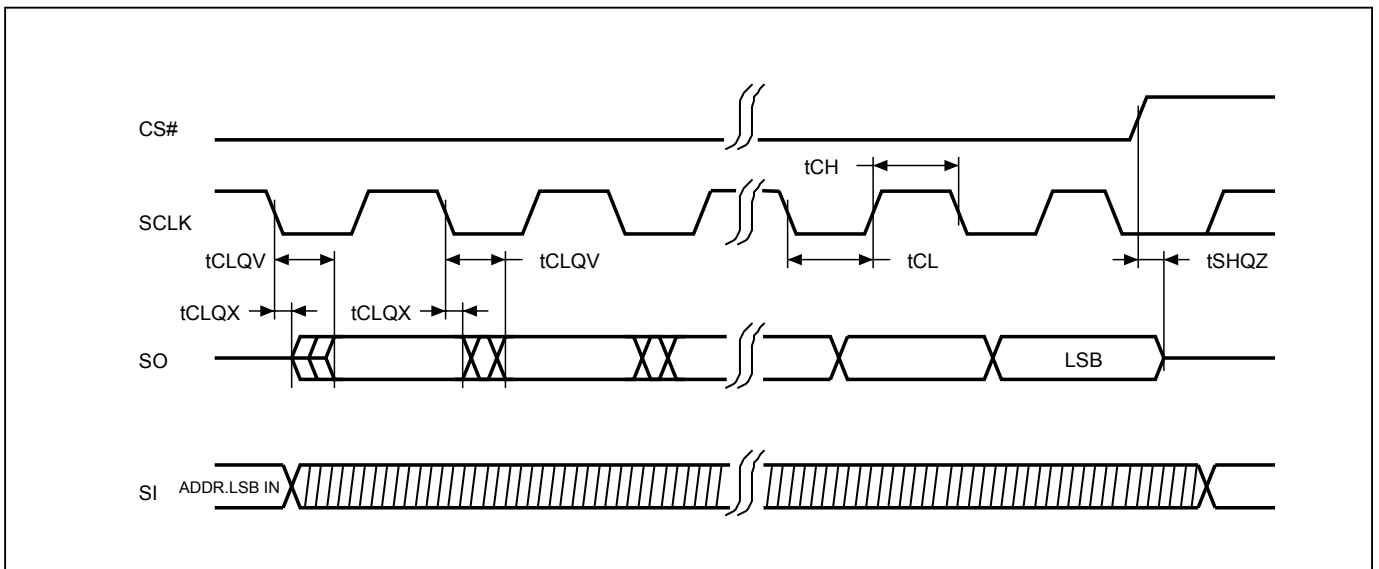 CS#
tCH
SCLK
tCLQV
tCLQV
tCL
tSHQZ
tCLQX
tCLQX
SO
LSB
SI
ADDR.LSB IN